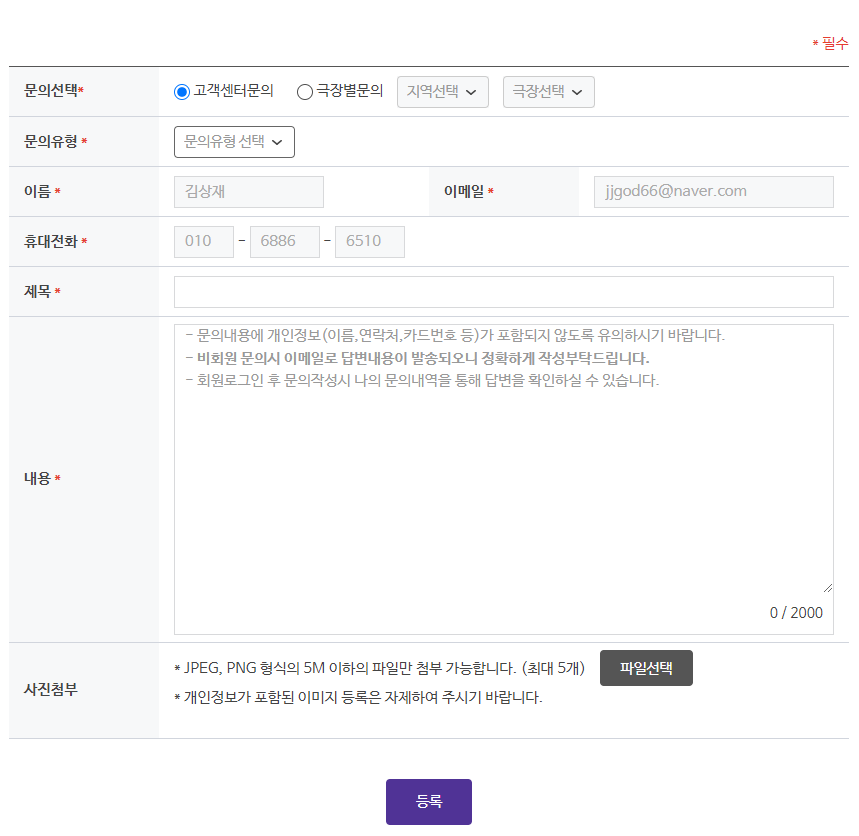 * 필수
문의선택* 고객센터문의 극장별문의 지역선택 극장선택
문의유형 * 문의유형 선택
이름 * 김상재 이메일 * jjgod66@naver.com
휴대전화 * 010 - 6886 - 6510
제목 *
- 문의내용에 개인정보(이름,연락처,카드번호 등)가 포함되지 않도록 유의하시기 바랍니다.
- 비회원 문의시 이메일로 답변내용이 발송되오니 정확하게 작성부탁드립니다.
- 회원로그인 후 문의작성시 나의 문의내역을 통해 답변을 확인하실 수 있습니다.
내용 *
0 / 2000
사진첨부
* JPEG, PNG 형식의 5M 이하의 파일만 첨부 가능합니다. (최대 5개) 파일선택
* 개인정보가 포함된 이미지 등록은 자제하여 주시기 바랍니다.
등록